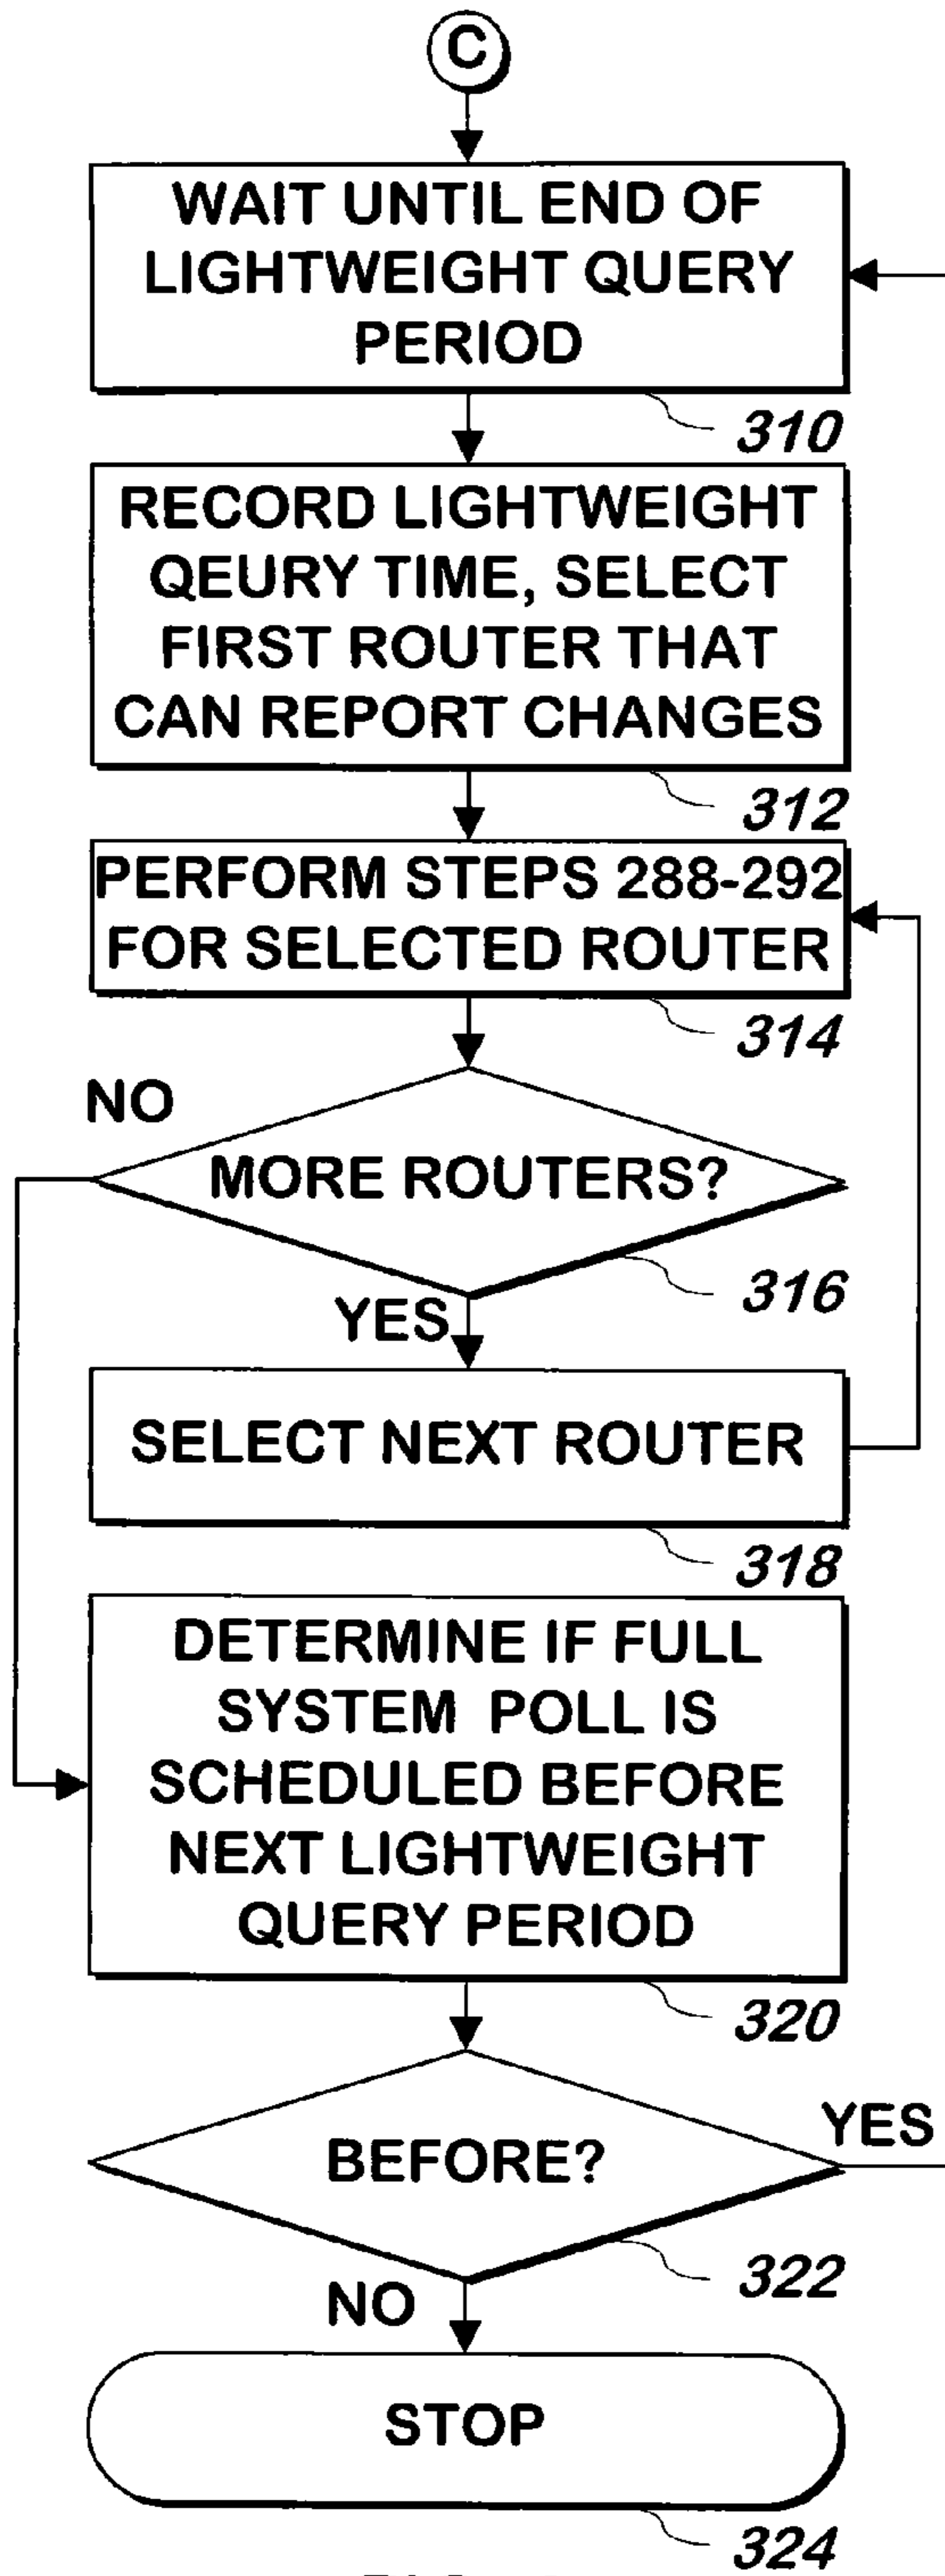 C
WAIT UNTIL END OF
LIGHTWEIGHT QUERY
PERIOD
310
RECORD LIGHTWEIGHT
QEURY TIME, SELECT
FIRST ROUTER THAT
CAN REPORT CHANGES
312
PERFORM STEPS 288-292
FOR SELECTED ROUTER
314
NO
MORE ROUTERS?
316
YES
SELECT NEXT ROUTER
318
DETERMINE IF FULL
SYSTEM POLL IS
SCHEDULED BEFORE
NEXT LIGHTWEIGHT
QUERY PERIOD
320
YES
BEFORE?
322
NO
STOP
324